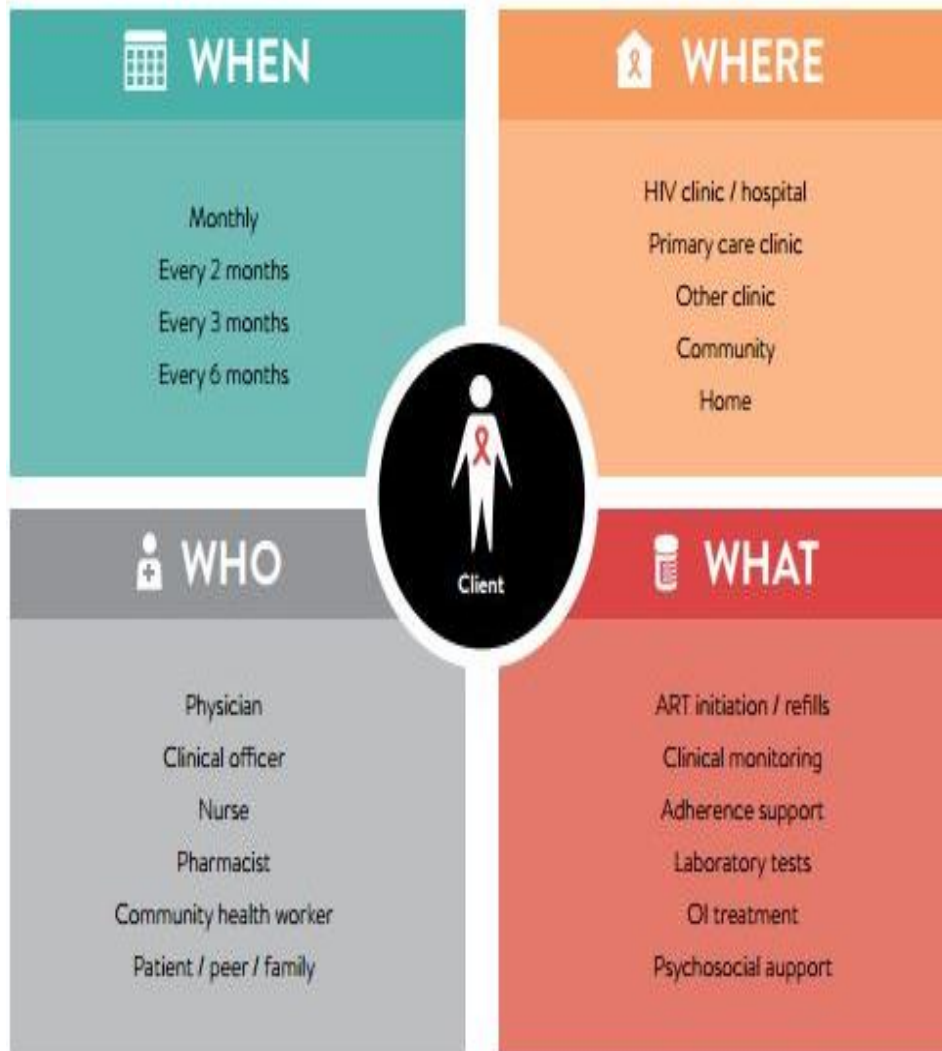 WHEN
Monthly
Every 2 months
Every 3 months
Every 6 months
WHERE
HIV clinic / hospital
Primary care clinic
Other clinic
Community
Home
Client
WHO
Physician
Clinical officer
Nurse
Pharmacist
Community health worker
Patient / peer / family
WHAT
ART initiation / refills
Clinical monitoring
Adherence support
Laboratory tests
OI treatment
Psychosocial aupport